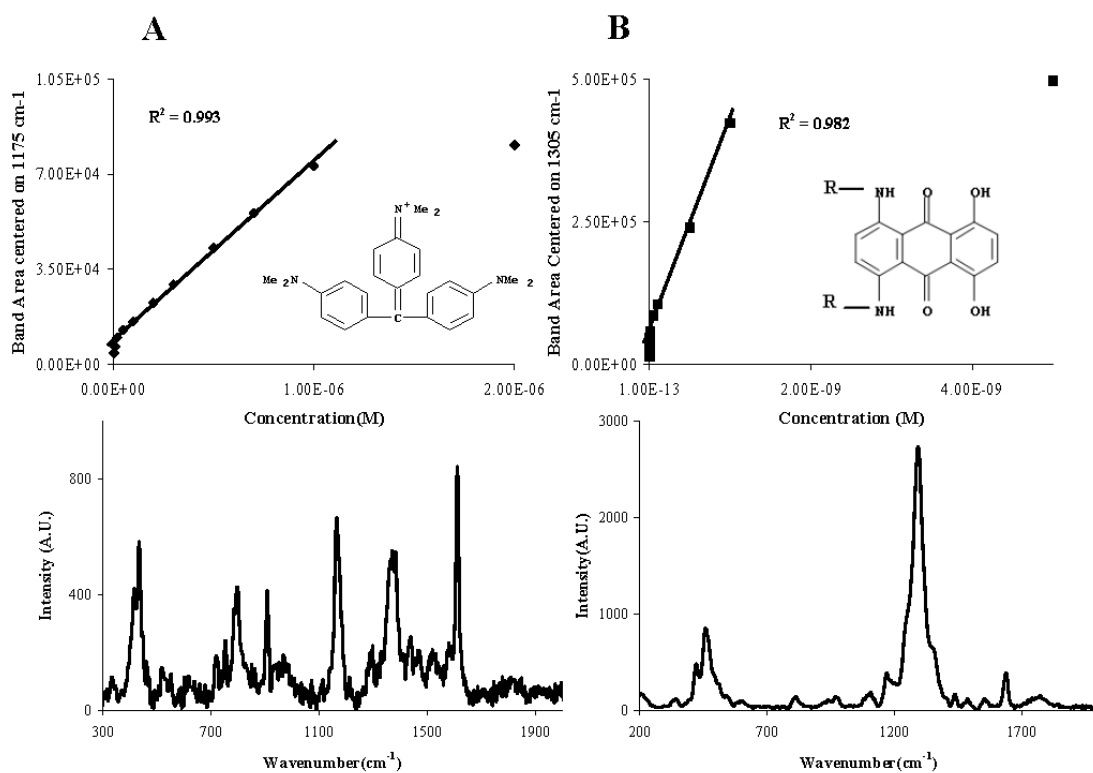 A
Band Area centered on 1175 cm-1
1.05E+05
7.00E+04
3.50E+04
0.00E+00
R² = 0.993
N⁺ Me 2
Me 2N
NMe 2
C
0.00E+00 1.00E-06 2.00E-06
Concentration(M)
B
Band Area Centered on 1305 cm-1
5.00E+05
2.50E+05
0.00E+00
R² = 0.982
R NH O OH
R NH O OH
1.00E-13 2.00E-09 4.00E-09
Concentration (M)
Intensity (A.U.)
800
400
0
300 700 1100 1500 1900
Wavenumber(cm⁻¹)
Intensity(A.U.)
3000
2000
1000
0
200 700 1200 1700
Wavenumber(cm⁻¹)